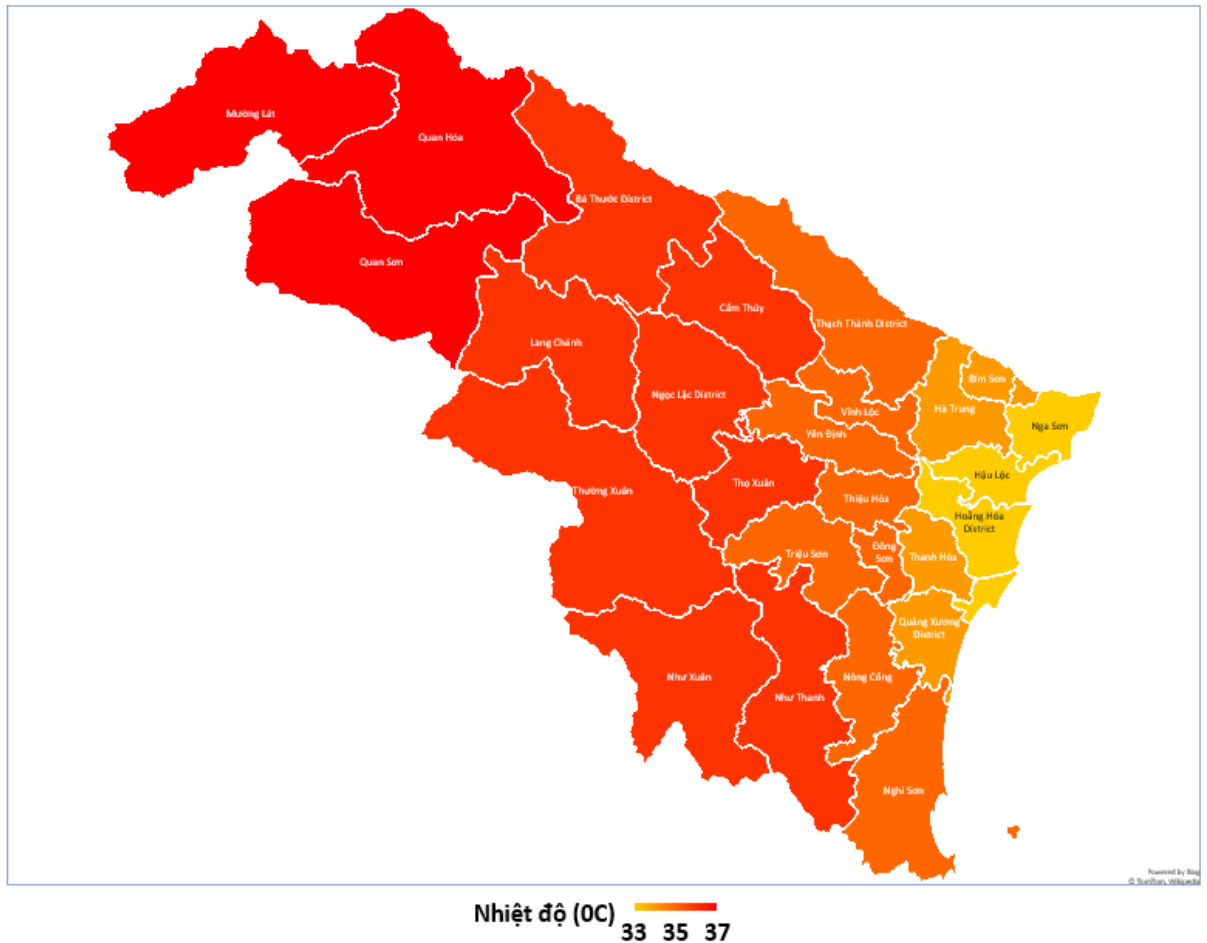 Mường Lát
Quan Hóa
Bá Thước District
Quan Sơn
Cẩm Thủy
Thạch Thành District
Lang Chánh
Bỉm Sơn
Ngọc Lặc District
Hà Trung
Vĩnh Lộc
Nga Sơn
Yên Định
Hậu Lộc
Thọ Xuân
Thường Xuân
Thiệu Hóa
Hoằng Hóa
District
Đông
Sơn
Triệu Sơn
Thanh Hóa
Quảng Xương
District
Như Xuân
Nông Cống
Như Thanh
Nghi Sơn
Powered by Bing
© TomTom, Wikipedia
Nhiệt độ (0C)
33 35 37